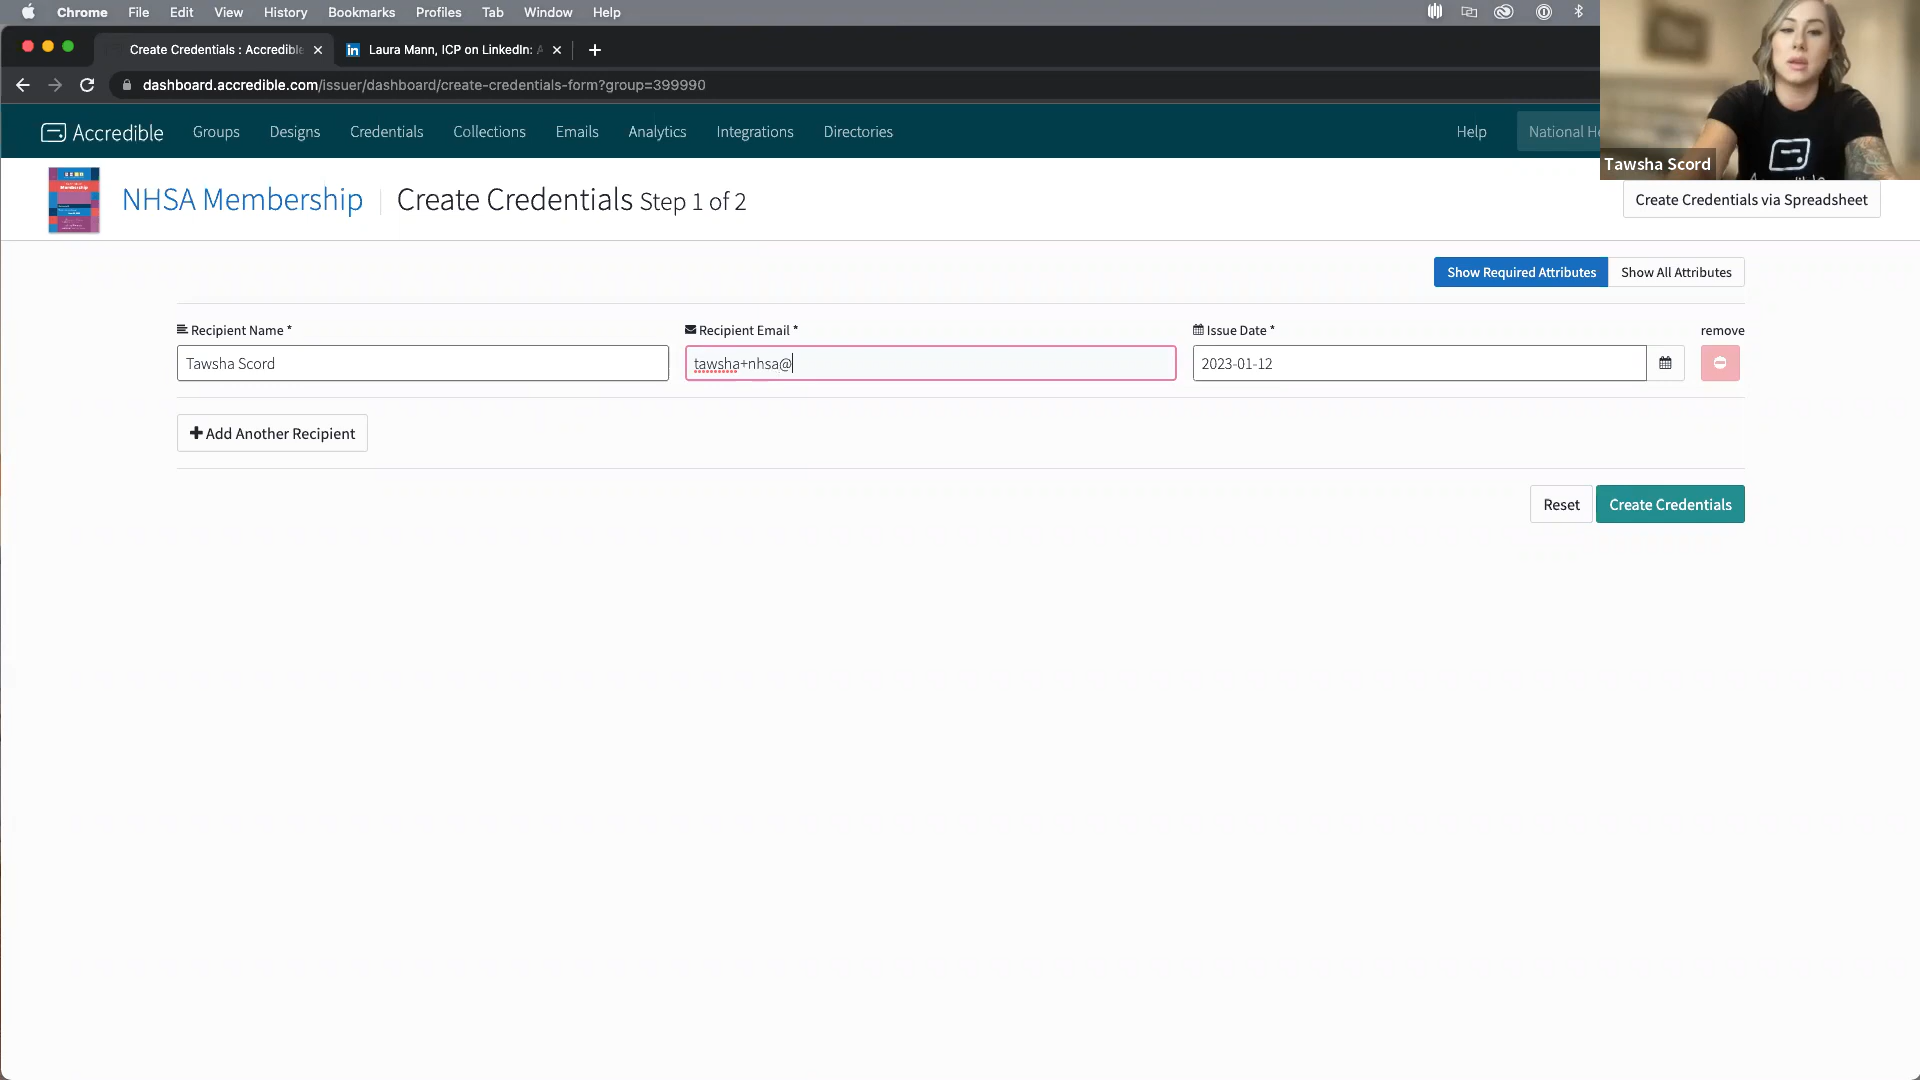 Chrome File Edit View History Bookmarks Profiles Tab Window Help
Create Credentials : Accredible
Laura Mann, ICP on LinkedIn: A
dashboard.accredible.com/issuer/dashboard/create-credentials-form?group=399990
Accredible Groups Designs Credentials Collections Emails Analytics Integrations Directories Help National He
Tawsha Scord
NHSA Membership Create Credentials Step 1 of 2
Create Credentials via Spreadsheet
Show Required Attributes Show All Attributes
Recipient Name * Recipient Email * Issue Date * remove
Tawsha Scord tawsha+nhsa@ 2023-01-12
+ Add Another Recipient
Reset Create Credentials